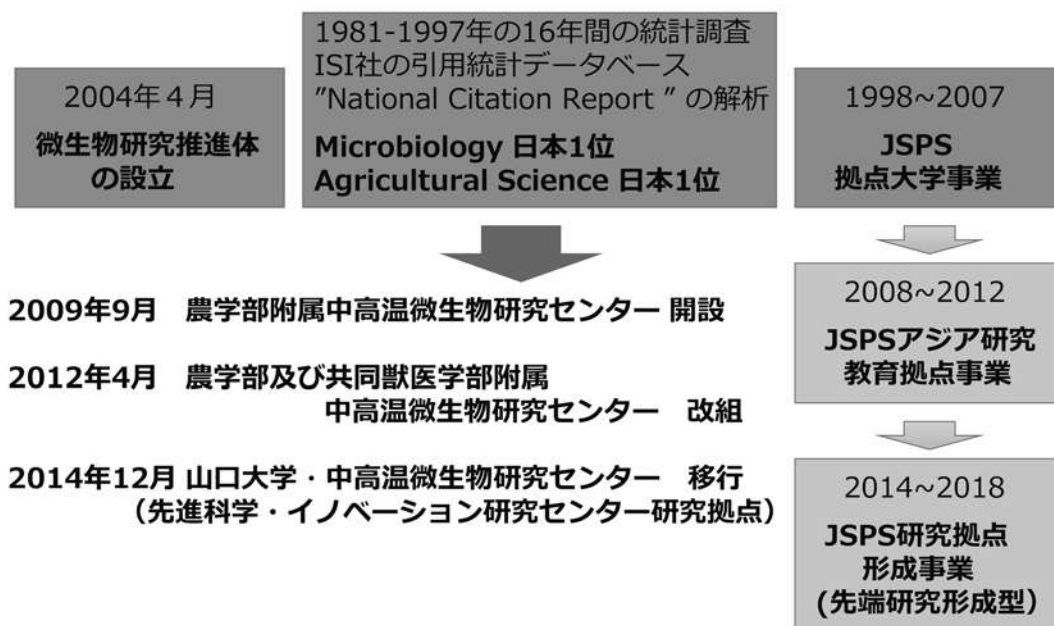 2004年４月
微生物研究推進体
の設立
1981-1997年の16年間の統計調査
ISI社の引用統計データベース
”National Citation Report ” の解析
Microbiology 日本1位
Agricultural Science 日本1位
1998~2007
JSPS
拠点大学事業
2009年9月　農学部附属中高温微生物研究センター 開設
2012年4月　農学部及び共同獣医学部附属
中高温微生物研究センター　改組
2014年12月 山口大学・中高温微生物研究センター　移行
（先進科学・イノベーション研究センター研究拠点）
2008~2012
JSPSアジア研究
教育拠点事業
2014~2018
JSPS研究拠点
形成事業
(先端研究形成型）